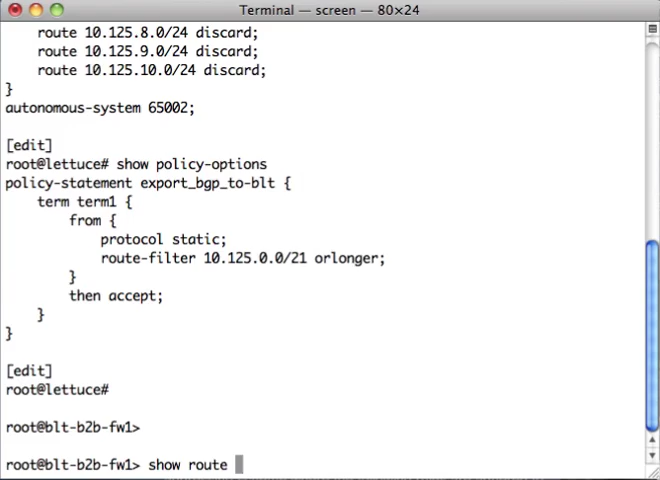 Terminal — screen — 80×24
route 10.125.8.0/24 discard;
route 10.125.9.0/24 discard;
route 10.125.10.0/24 discard;
}
autonomous-system 65002;
[edit]
root@lettuce# show policy-options
policy-statement export_bgp_to-blt {
term term1 {
from {
protocol static;
route-filter 10.125.0.0/21 orlonger;
}
then accept;
}
}
[edit]
root@lettuce#
root@blt-b2b-fw1>
root@blt-b2b-fw1> show route